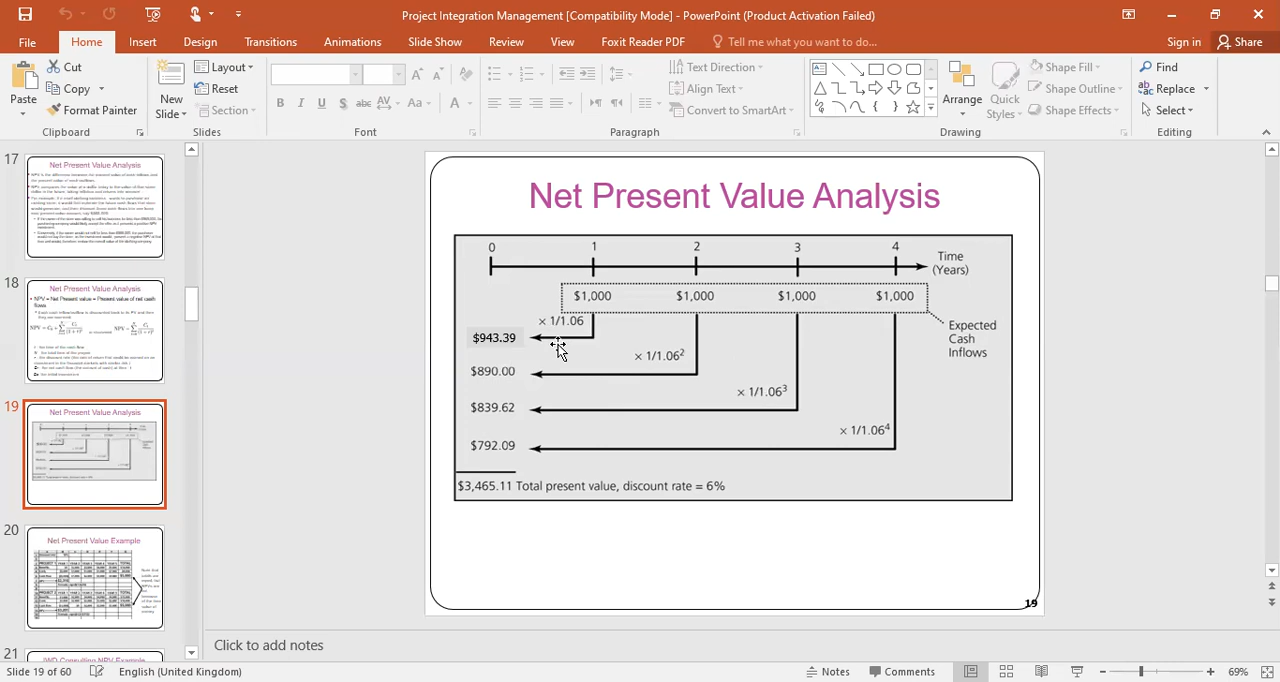 Project Integration Management [Compatibility Mode] - PowerPoint (Product Activation Failed)
File Home Insert Design Transitions Animations Slide Show Review View Foxit Reader PDF Tell me what you want to do... Sign in Share
Paste Cut Copy Format Painter
Clipboard
New Slide Layout Reset Section
Slides
B I U S abc AV Aa A
Font
Text Direction
Align Text
Convert to SmartArt
Paragraph
Arrange Quick Styles
Shape Fill
Shape Outline
Shape Effects
Drawing
Find
Replace
Select
Editing
17
Net Present Value Analysis
18
Net Present Value Analysis
19
Net Present Value Analysis
20
Net Present Value Example
21
JWD Consulting NPV Example
Net Present Value Analysis
0 1 2 3 4
Time
(Years)
$1,000 $1,000 $1,000 $1,000
Expected
Cash
Inflows
× 1/1.06
$943.39
× 1/1.06²
$890.00
× 1/1.06³
$839.62
× 1/1.06⁴
$792.09
$3,465.11 Total present value, discount rate = 6%
19
Click to add notes
Slide 19 of 60 English (United Kingdom) Notes Comments 69%